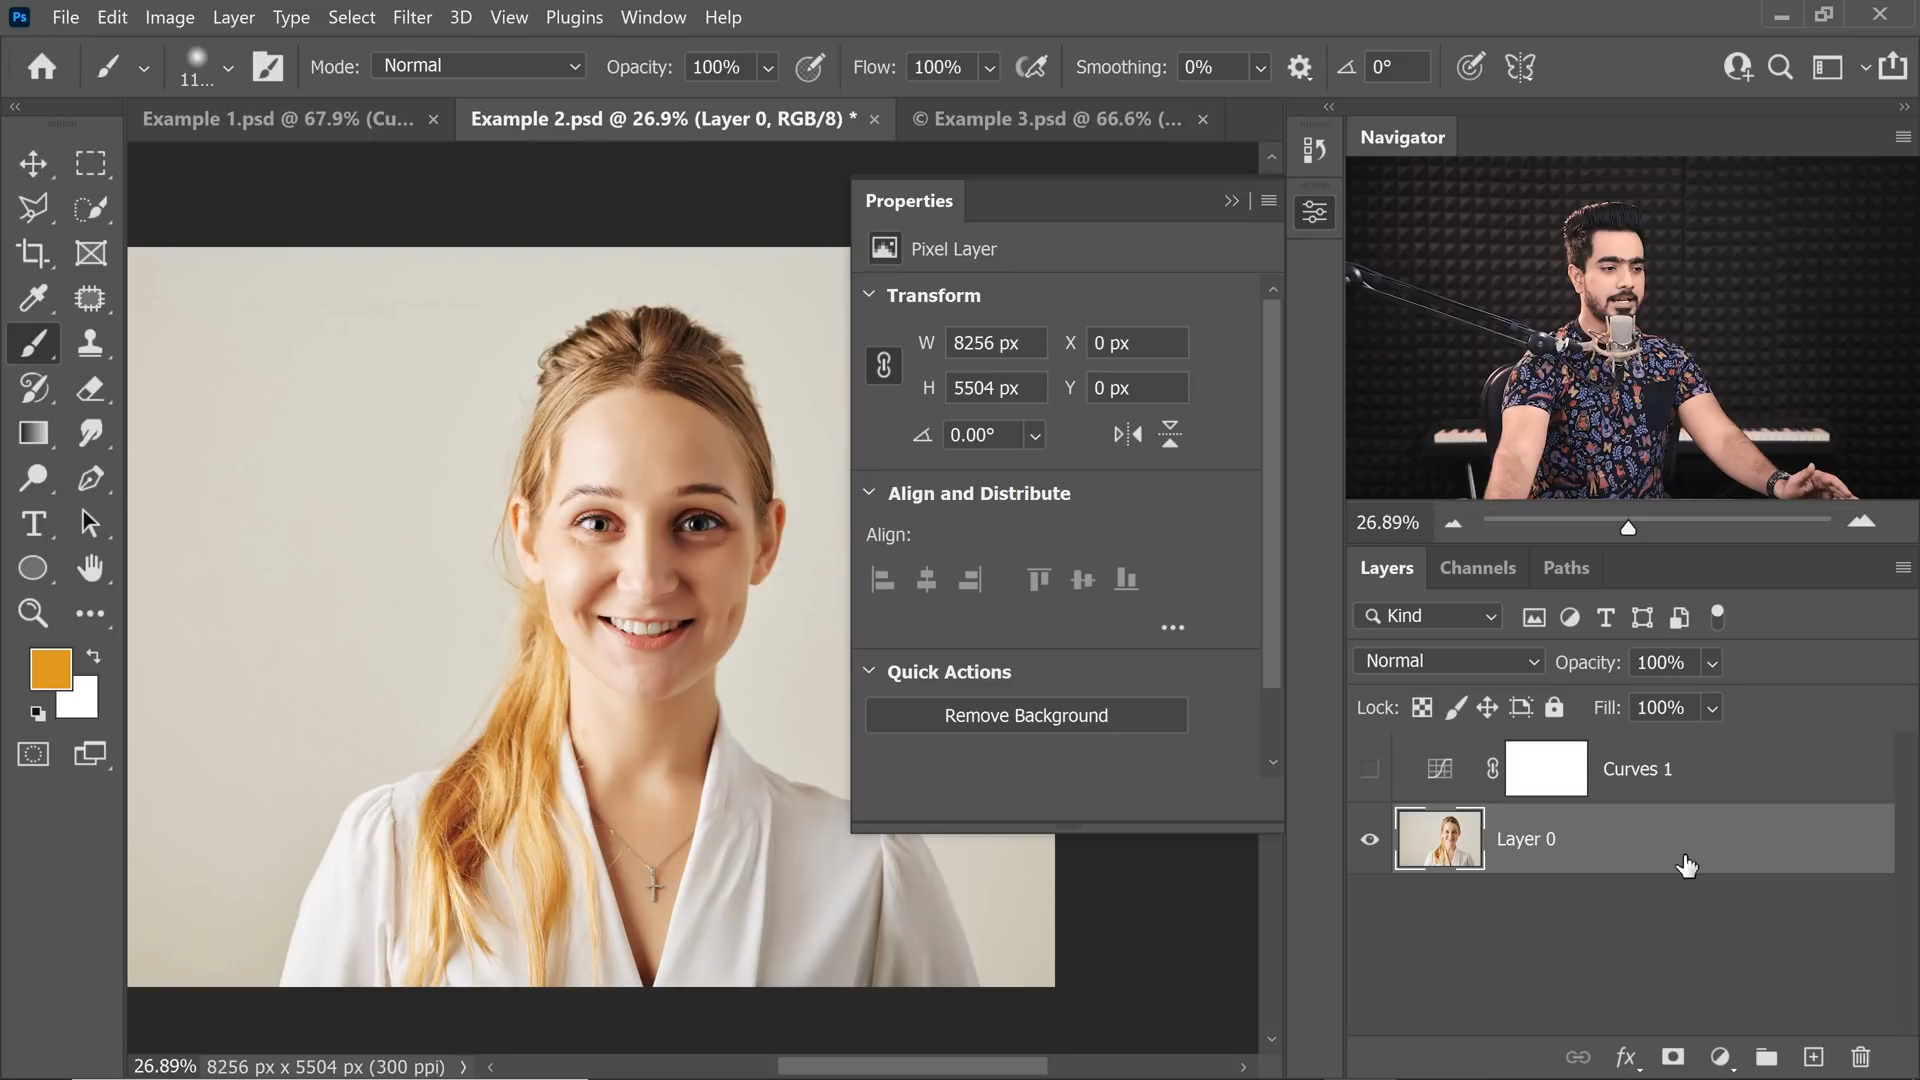 Ps File Edit Image Layer Type Select Filter 3D View Plugins Window Help
11... Mode: Normal Opacity: 100% Flow: 100% Smoothing: 0% 0°
Example 1.psd @ 67.9% (Cu... × Example 2.psd @ 26.9% (Layer 0, RGB/8) * × © Example 3.psd @ 66.6% (... ×
Navigator
Properties
Pixel Layer
Transform
W 8256 px X 0 px
H 5504 px Y 0 px
0.00°
Align and Distribute
Align:
Quick Actions
Remove Background
26.89%
Layers Channels Paths
Kind
Normal Opacity: 100%
Lock: Fill: 100%
Curves 1
Layer 0
fx
26.89% 8256 px x 5504 px (300 ppi)